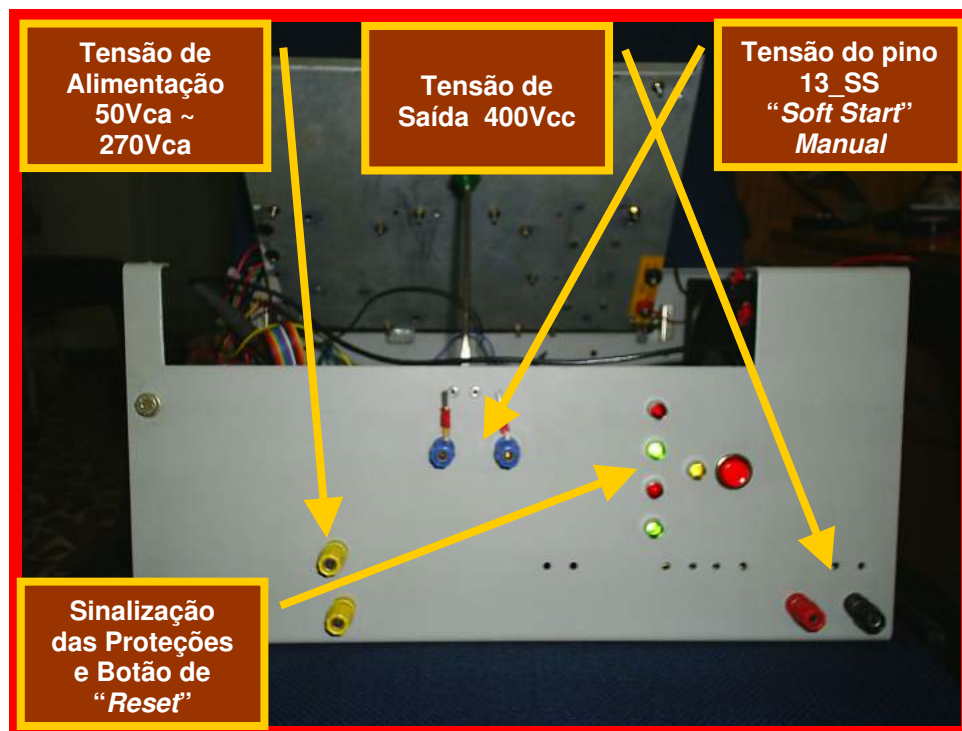 Tensão de
Alimentação
50Vca ~
270Vca
Tensão de
Saída 400Vcc
Tensão do pino
13_SS
“Soft Start”
Manual
Sinalização
das Proteções
e Botão de
“Reset”